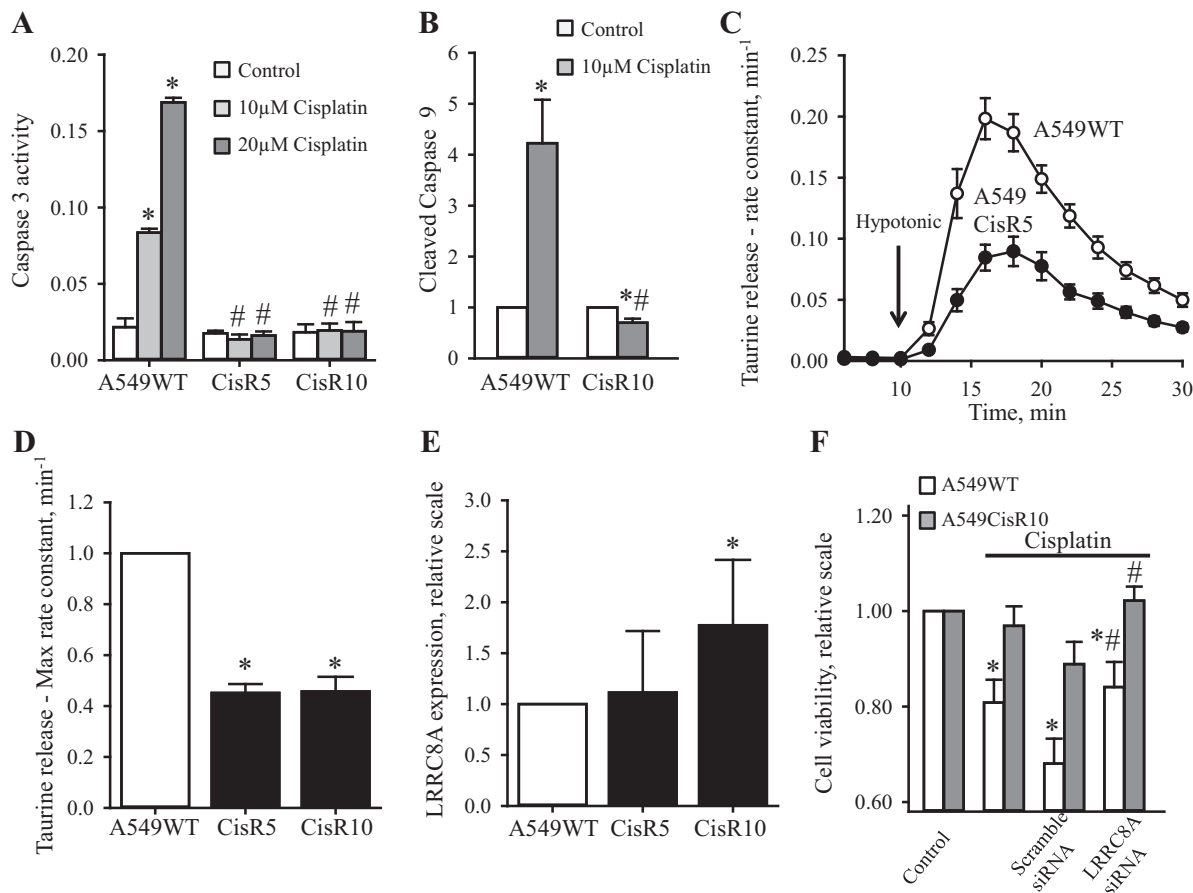 A
Caspase 3 activity
0.20
0.15
0.10
0.05
0.00
Control
10µM Cisplatin
20µM Cisplatin
*
*
# #
# #
A549WT
CisR5
CisR10
B
Cleaved Caspase 9
6
5
4
3
2
1
0
Control
10µM Cisplatin
*
*#
A549WT
CisR10
C
Taurine release - rate constant, min-1
0.25
0.20
0.15
0.10
0.05
0.00
A549WT
A549
CisR5
Hypotonic
10
15
20
25
30
Time, min
D
Taurine release - Max rate constant, min-1
1.2
1.0
0.8
0.6
0.4
0.2
0.0
*
*
A549WT
CisR5
CisR10
E
LRRC8A expression, relative scale
3.0
2.5
2.0
1.5
1.0
0.5
0.0
*
A549WT
CisR5
CisR10
F
A549WT
A549CisR10
Cell viability, relative scale
1.20
1.00
0.80
0.60
Cisplatin
*
*
*#
#
Control
Scramble
siRNA
LRRC8A
siRNA